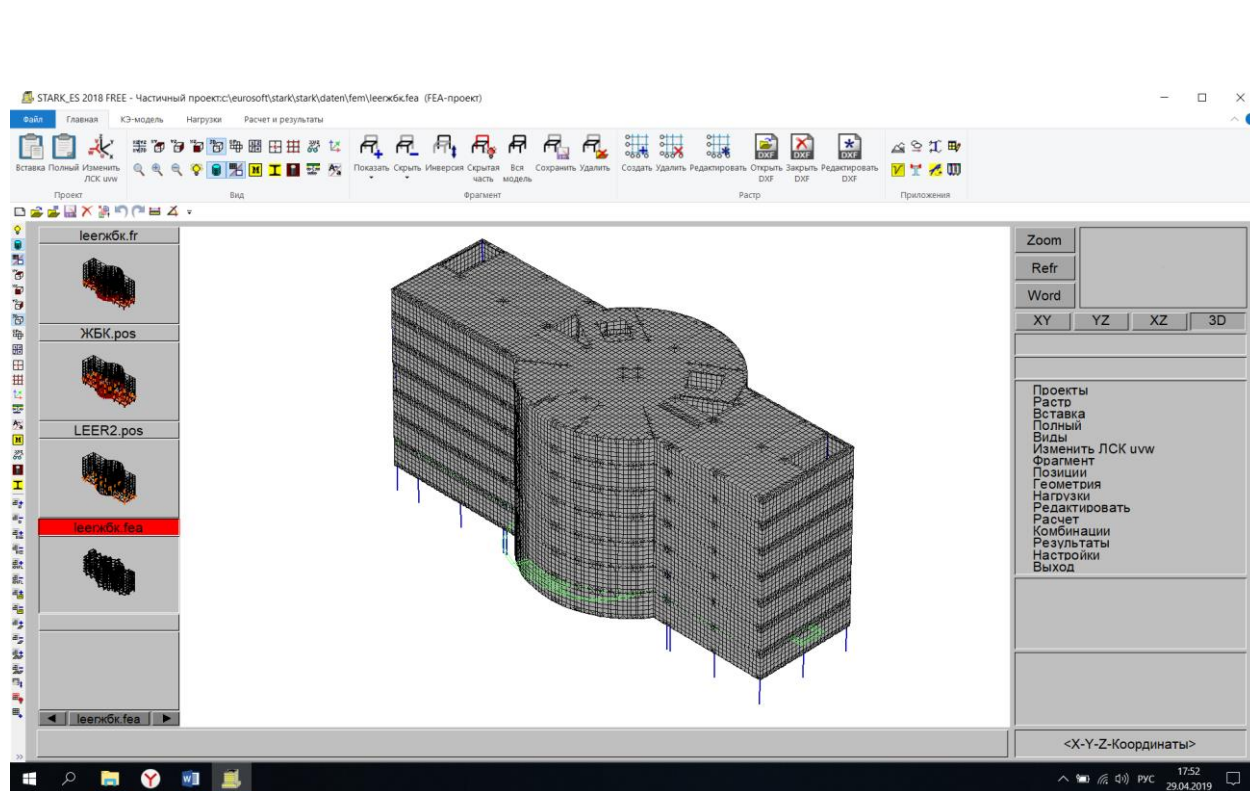 STARK_ES 2018 FREE - Частичный проект:c:\eurosoft\stark\stark\daten\fem\leerжбк.fea (FEA-проект)
Файл Главная КЭ-модель Нагрузки Расчет и результаты
Вставка Полный Изменить ЛСК uvw
Показать Скрыть Инверсия Скрытая часть Вся модель Сохранить Удалить
Создать Удалить Редактировать Открыть DXF Закрыть DXF Редактировать DXF
Проект Вид Фрагмент Растр Приложения
leerжбк.fr
ЖБК.pos
LEER2.pos
leerжбк.fea
leerжбк.fea
Zoom
Refr
Word
XY YZ XZ 3D
Проекты
Растр
Вставка
Полный
Виды
Изменить ЛСК uvw
Фрагмент
Позиции
Геометрия
Нагрузки
Редактировать
Расчет
Комбинации
Результаты
Настройки
Выход
<X-Y-Z-Координаты>
РУС
17:52
29.04.2019